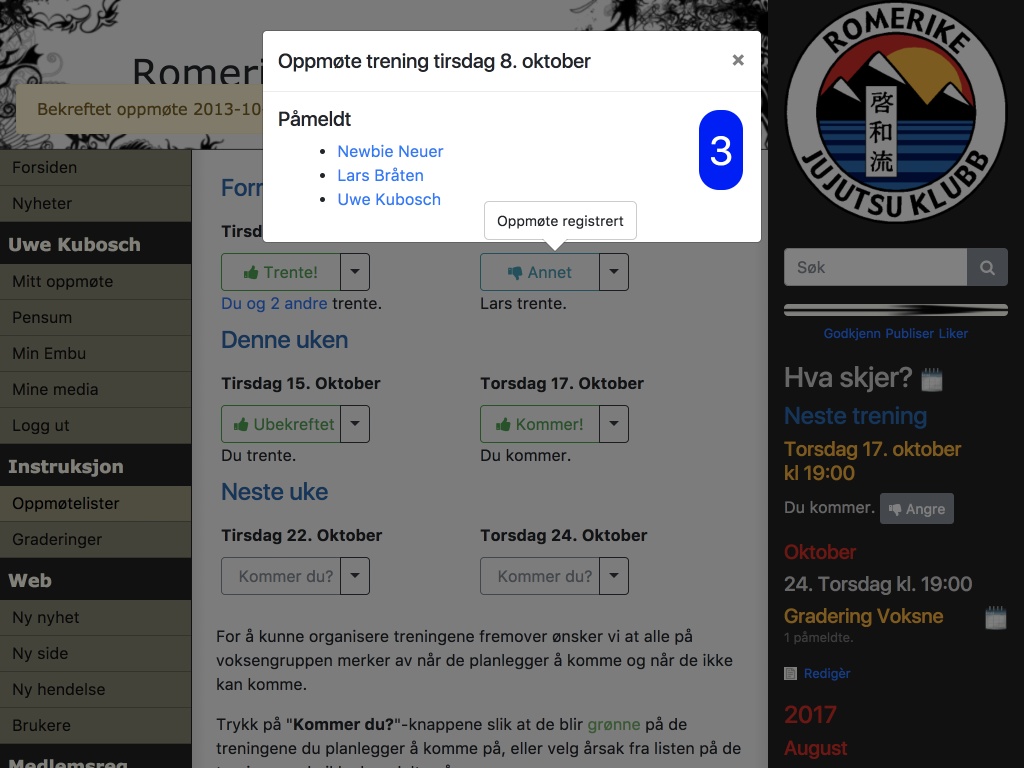 Romeri
Bekreftet oppmøte 2013-10
Oppmøte trening tirsdag 8. oktober
×
Påmeldt
Newbie Neuer
Lars Bråten
Uwe Kubosch
3
Oppmøte registrert
Forsiden
Nyheter
Uwe Kubosch
Mitt oppmøte
Pensum
Min Embu
Mine media
Logg ut
Instruksjon
Oppmøtelister
Graderinger
Web
Ny nyhet
Ny side
Ny hendelse
Brukere
Medlemsreg
Forr
Tirsd
Trente!
Annet
Du og 2 andre trente.
Lars trente.
Denne uken
Tirsdag 15. Oktober
Torsdag 17. Oktober
Ubekreftet
Kommer!
Du trente.
Du kommer.
Neste uke
Tirsdag 22. Oktober
Torsdag 24. Oktober
Kommer du?
Kommer du?
For å kunne organisere treningene fremover ønsker vi at alle på
voksengruppen merker av når de planlegger å komme og når de ikke
kan komme.
Trykk på "Kommer du?"-knappene slik at de blir grønne på de
treningene du planlegger å komme på, eller velg årsak fra listen på de
ROMERIKE
啓和流
JUJUTSU KLUBB
Søk
Godkjenn Publiser Liker
Hva skjer?
Neste trening
Torsdag 17. oktober
kl 19:00
Du kommer. Angre
Oktober
24. Torsdag kl. 19:00
Gradering Voksne
1 påmeldte.
Redigèr
2017
August